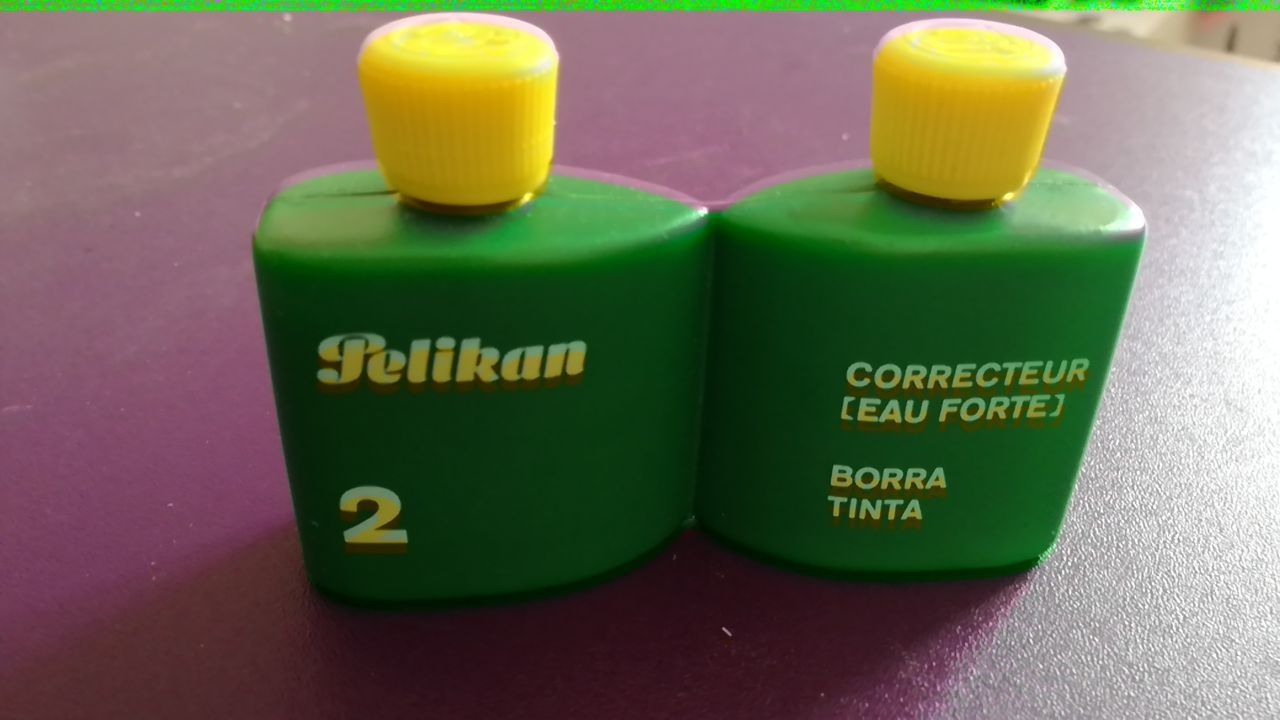 Pelikan
2
CORRECTEUR
[EAU FORTE]
BORRA
TINTA